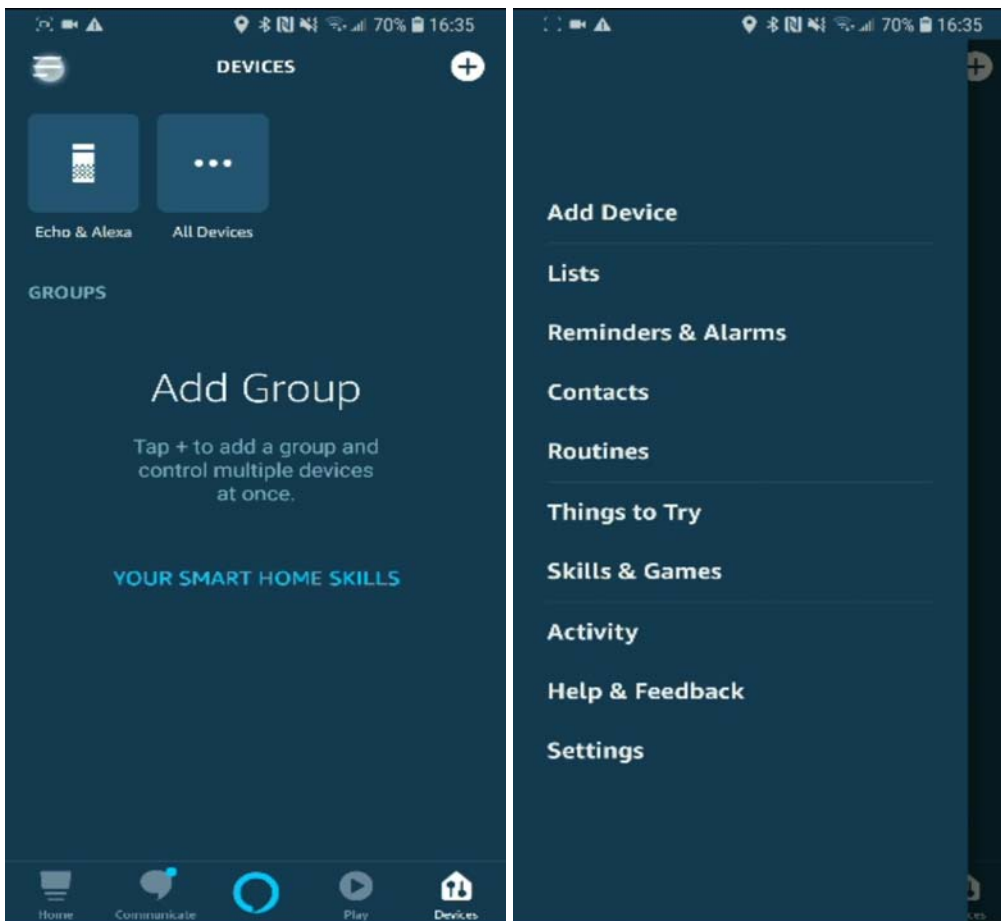 70% 16:35
DEVICES
Echo & Alexa
All Devices
GROUPS
Add Group
Tap + to add a group and
control multiple devices
at once.
YOUR SMART HOME SKILLS
Home
Communicate
Play
Devices
70% 16:35
Add Device
Lists
Reminders & Alarms
Contacts
Routines
Things to Try
Skills & Games
Activity
Help & Feedback
Settings